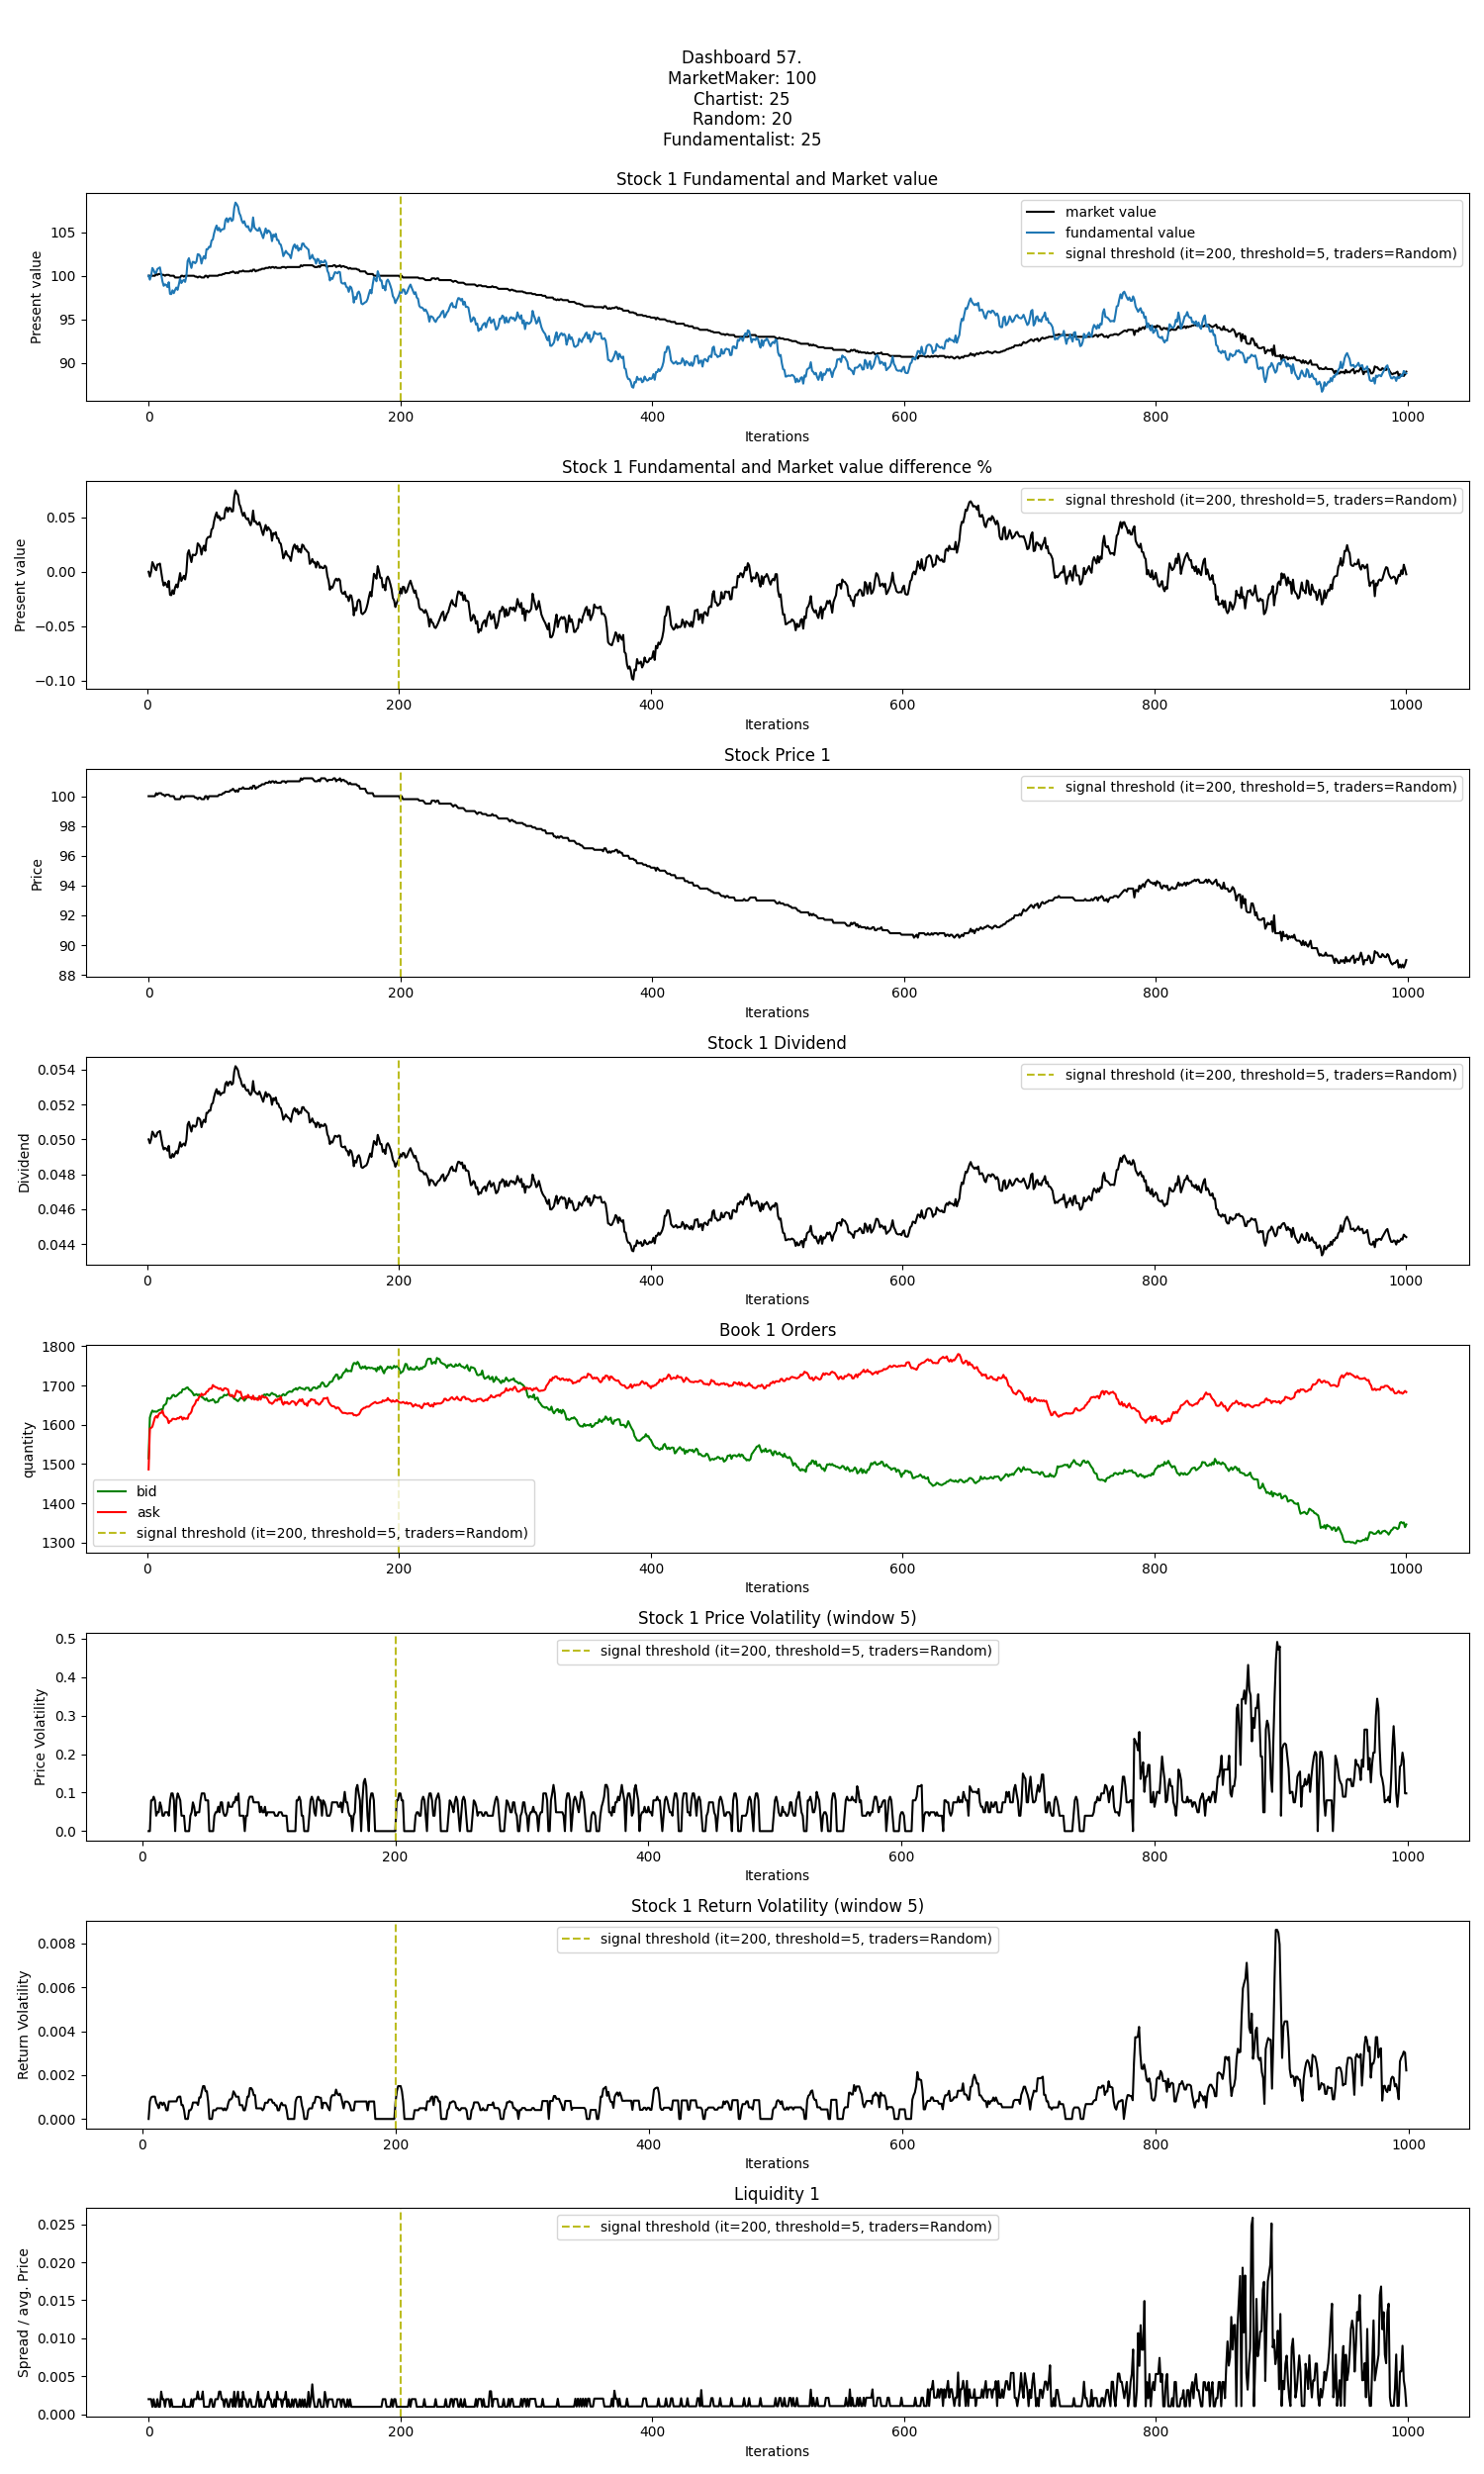 Dashboard 57.
MarketMaker: 100
Chartist: 25
Random: 20
Fundamentalist: 25
Stock 1 Fundamental and Market value
Present value
105
100
95
90
market value
fundamental value
signal threshold (it=200, threshold=5, traders=Random)
0 200 400 600 800 1000
Iterations
Stock 1 Fundamental and Market value difference %
Present value
0.05
0.00
−0.05
−0.10
signal threshold (it=200, threshold=5, traders=Random)
0 200 400 600 800 1000
Iterations
Stock Price 1
Price
100
98
96
94
92
90
88
signal threshold (it=200, threshold=5, traders=Random)
0 200 400 600 800 1000
Iterations
Stock 1 Dividend
Dividend
0.054
0.052
0.050
0.048
0.046
0.044
signal threshold (it=200, threshold=5, traders=Random)
0 200 400 600 800 1000
Iterations
Book 1 Orders
quantity
1800
1700
1600
1500
1400
1300
bid
ask
signal threshold (it=200, threshold=5, traders=Random)
0 200 400 600 800 1000
Iterations
Stock 1 Price Volatility (window 5)
Price Volatility
0.5
0.4
0.3
0.2
0.1
0.0
signal threshold (it=200, threshold=5, traders=Random)
0 200 400 600 800 1000
Iterations
Stock 1 Return Volatility (window 5)
Return Volatility
0.008
0.006
0.004
0.002
0.000
signal threshold (it=200, threshold=5, traders=Random)
0 200 400 600 800 1000
Iterations
Liquidity 1
Spread / avg. Price
0.025
0.020
0.015
0.010
0.005
0.000
signal threshold (it=200, threshold=5, traders=Random)
0 200 400 600 800 1000
Iterations